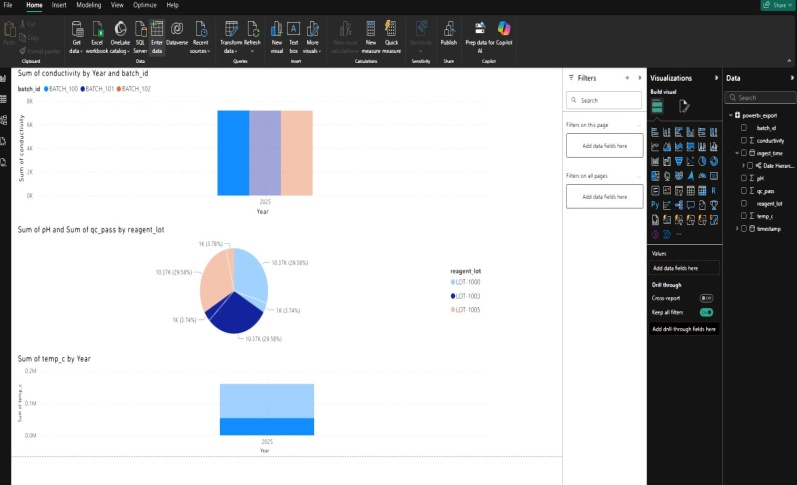 File Home Insert Modeling View Optimize Help
Share
Paste
Cut
Copy
Format painter
Get data
Excel workbook
OneLake catalog
SQL Server
Enter data
Dataverse
Recent sources
Transform data
Refresh
New visual
Text box
More visuals
New visual calculation
New measure
Quick measure
Sensitivity
Publish
Prep data for AI
Copilot
Clipboard Data Queries Insert Calculations Sensitivity Share Copilot
Sum of conductivity by Year and batch_id
batch_id BATCH_100 BATCH_101 BATCH_102
8K
6K
4K
2K
0K
Sum of conductivity
2025
Year
Sum of pH and Sum of qc_pass by reagent_lot
1K (3.78%)
10.37K (29.58%)
10.37K (29.58%)
1K (3.74%)
1K (3.74%)
10.37K (29.58%)
reagent_lot
LOT-1000
LOT-1003
LOT-1005
Sum of temp_c by Year
0.2M
0.1M
0.0M
Sum of temp_c
2025
Year
Filters
Search
Filters on this page
Add data fields here
Filters on all pages
Add data fields here
Visualizations
Build visual
R
Py
Values
Add data fields here
Drill through
Cross-report
Off
Keep all filters
On
Add drill-through fields here
Data
Search
powerbi_export
batch_id
conductivity
ingest_time
Date Hierar...
pH
qc_pass
reagent_lot
temp_c
timestamp